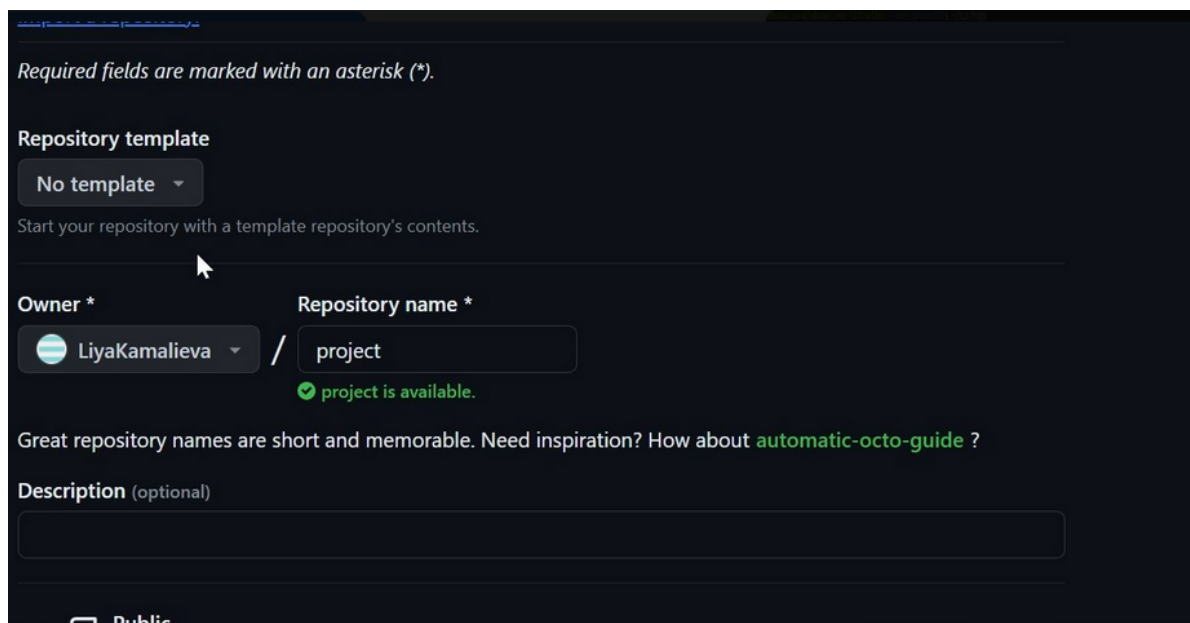 import a repository.
Required fields are marked with an asterisk (*).
Repository template
No template
Start your repository with a template repository's contents.
Owner * Repository name *
LiyaKamalieva / project
project is available.
Great repository names are short and memorable. Need inspiration? How about automatic-octo-guide ?
Description (optional)
Public